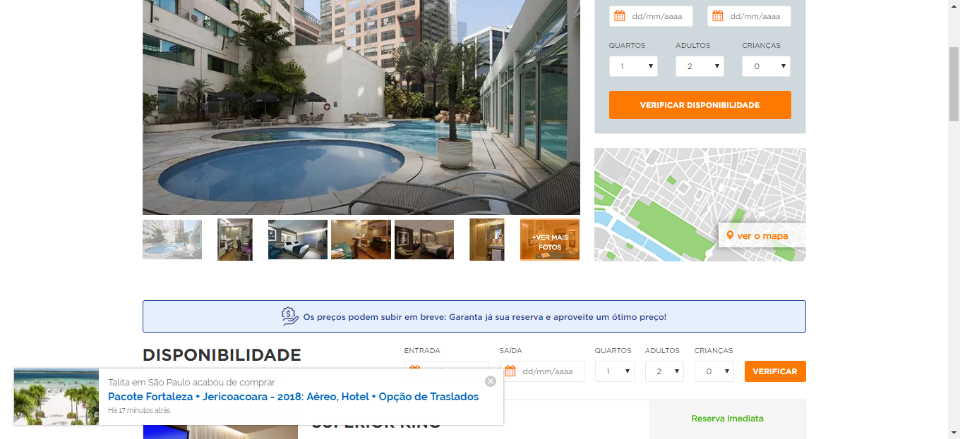 dd/mm/aaaa dd/mm/aaaa
QUARTOS ADULTOS CRIANÇAS
1 2 0
VERIFICAR DISPONIBILIDADE
ver o mapa
+VER MAIS
FOTOS
Os preços podem subir em breve: Garanta já sua reserva e aproveite um ótimo preço!
DISPONIBILIDADE
ENTRADA SAÍDA QUARTOS ADULTOS CRIANÇAS
dd/mm/aaaa 1 2 0 VERIFICAR
Talita em São Paulo acabou de comprar
Pacote Fortaleza + Jericoacoara - 2018: Aéreo, Hotel + Opção de Traslados
Há 17 minutos atrás
SUPERIOR KING
Reserva imediata